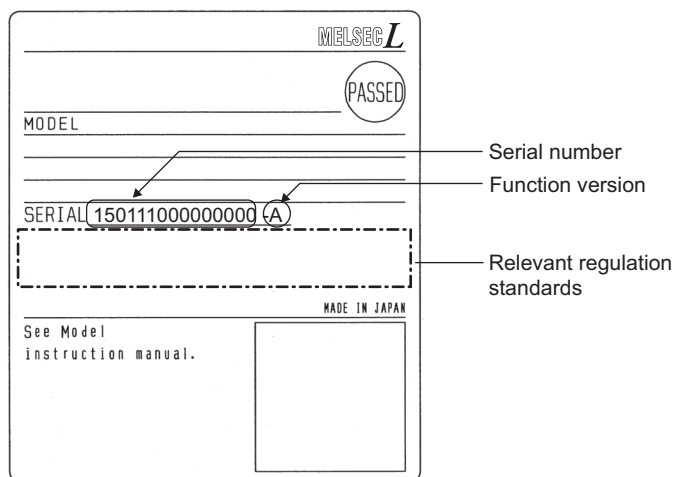 MELSEC L
PASSED
MODEL
Serial number
Function version
SERIAL 150111000000000 -A
Relevant regulation
standards
MADE IN JAPAN
See Model
instruction manual.